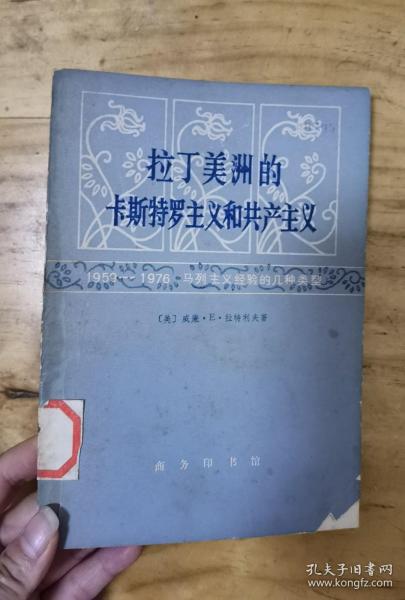 拉丁美洲的
卡斯特罗主义和共产主义
1959—1976 马列主义经验的几种类型
〔美〕威廉·E·拉特利夫著
商务印书馆
孔夫子旧书网
www.kongfz.com